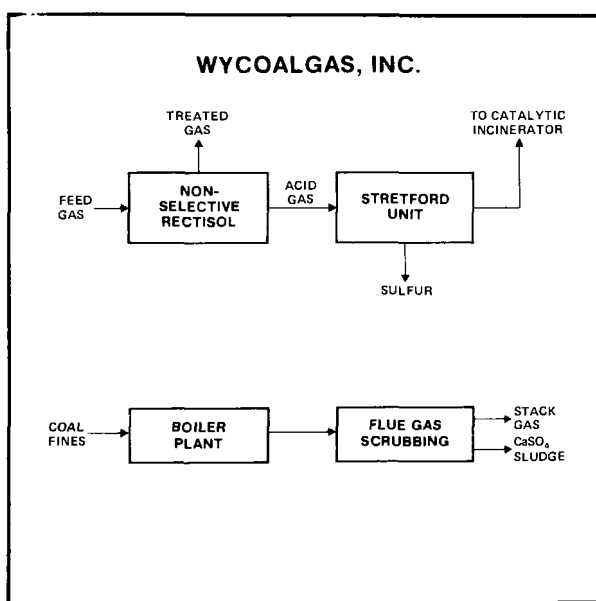 WYCOALGAS, INC.
TREATED
GAS
TO CATALYTIC
INCINERATOR
FEED
GAS
NON-
SELECTIVE
RECTISOL
ACID
GAS
STRETFORD
UNIT
SULFUR
COAL
FINES
BOILER
PLANT
FLUE GAS
SCRUBBING
STACK
GAS
CaSO₄
SLUDGE